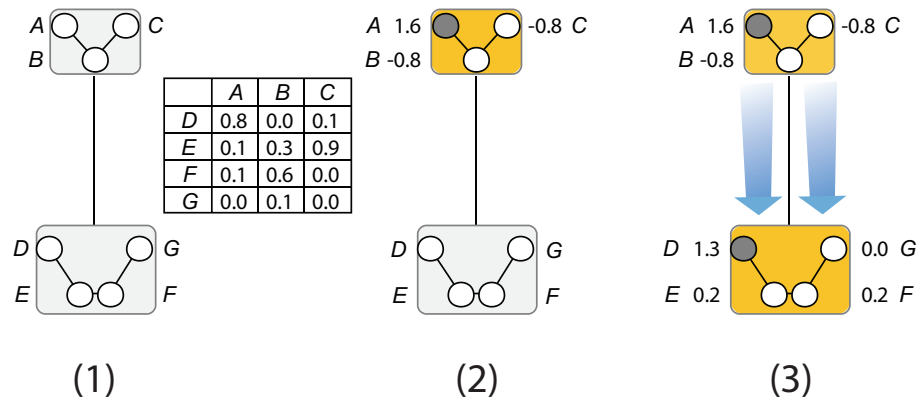 A C
B
A B C
D 0.8 0.0 0.1
E 0.1 0.3 0.9
F 0.1 0.6 0.0
G 0.0 0.1 0.0
D G
E F
(1)
A 1.6 -0.8 C
B -0.8
D G
E F
(2)
A 1.6 -0.8 C
B -0.8
D 1.3 0.0 G
E 0.2 0.2 F
(3)